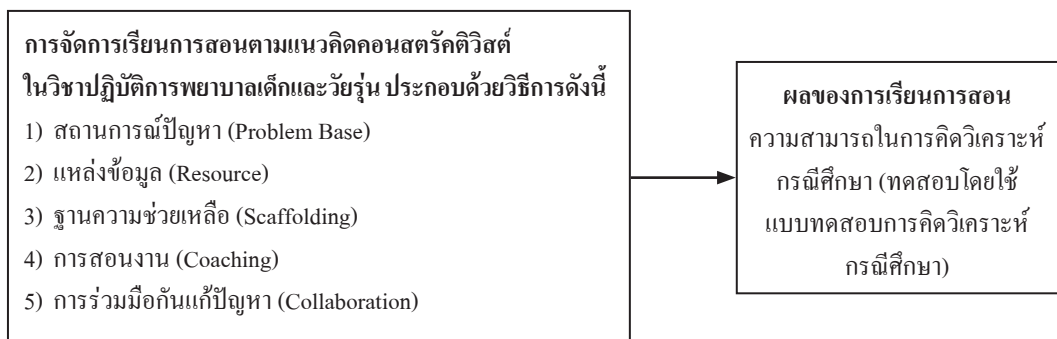 การจัดการเรียนการสอนตามแนวคิดคอนสตรัคติวิสต์
ในวิชาปฏิบัติการพยาบาลเด็กและวัยรุ่น ประกอบด้วยวิธีการดังนี้
1) สถานการณ์ปัญหา (Problem Base)
2) แหล่งข้อมูล (Resource)
3) ฐานความช่วยเหลือ (Scaffolding)
4) การสอนงาน (Coaching)
5) การร่วมมือกันแก้ปัญหา (Collaboration)
ผลของการเรียนการสอน
ความสามารถในการคิดวิเคราะห์
กรณีศึกษา (ทดสอบโดยใช้
แบบทดสอบการคิดวิเคราะห์
กรณีศึกษา)